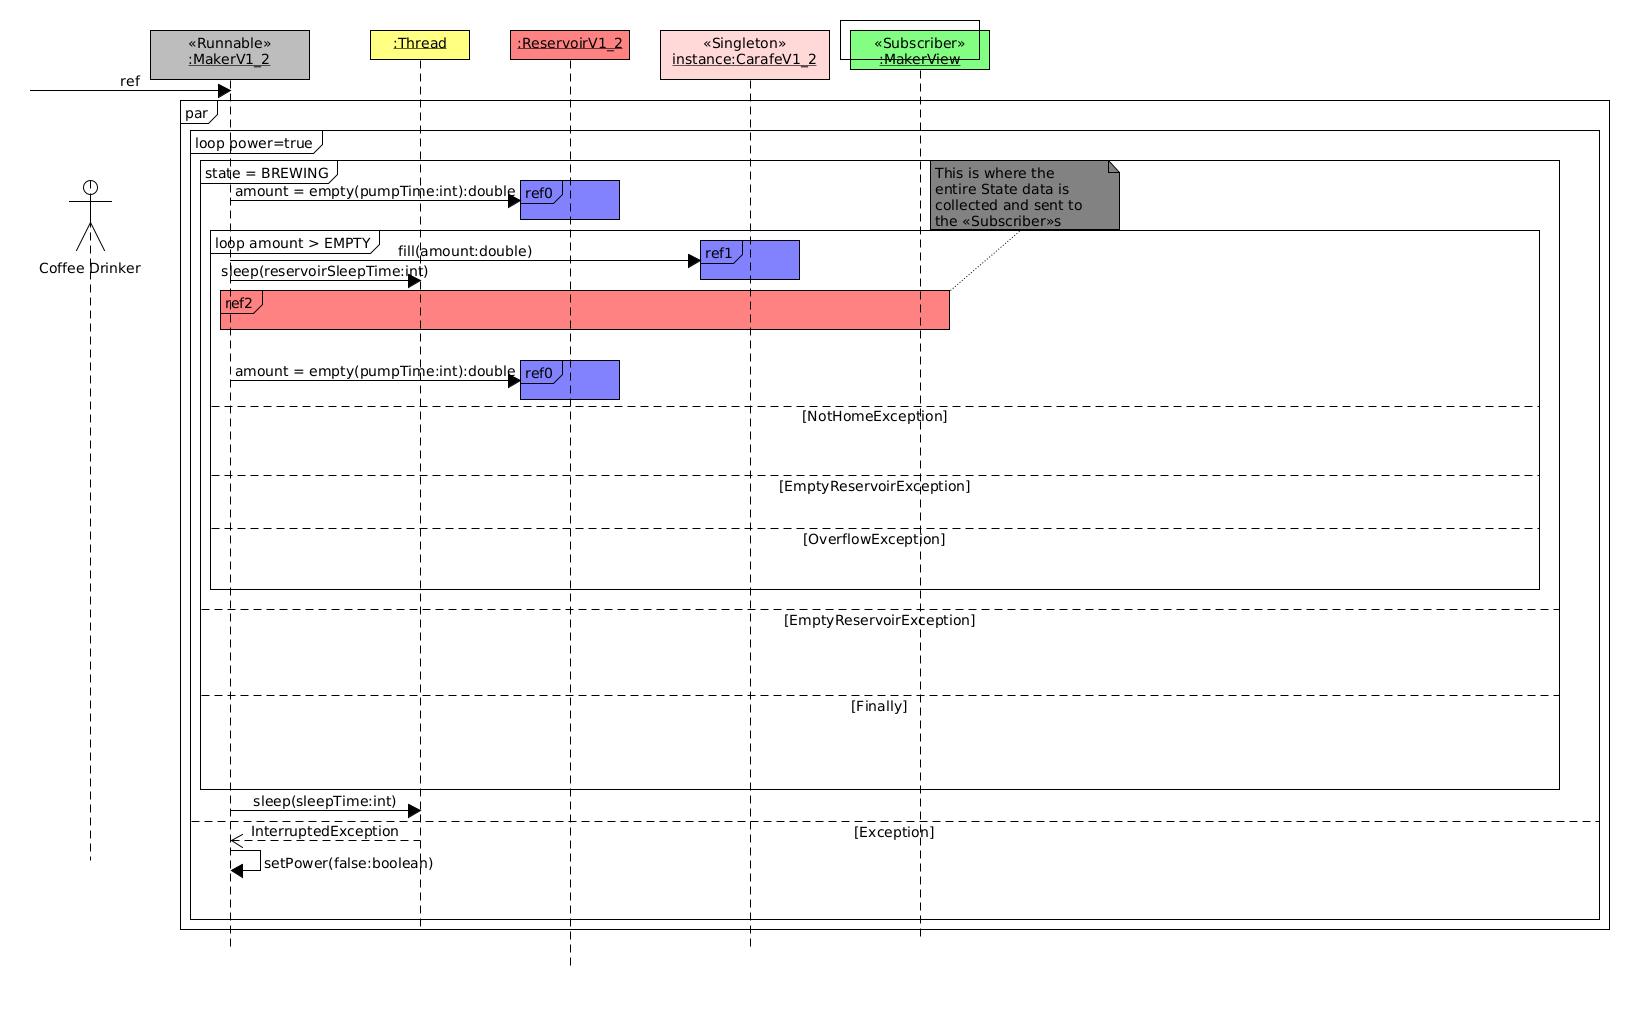 «Runnable»
:MakerV1_2
:Thread
:ReservoirV1_2
«Singleton»
instance:CarafeV1_2
«Subscriber»
:MakerView
ref
par
loop power=true
state = BREWING
This is where the
entire State data is
collected and sent to
the «Subscriber»s
amount = empty(pumpTime:int):double
ref0
loop amount > EMPTY
fill(amount:double)
ref1
Coffee Drinker
sleep(reservoirSleepTime:int)
ref2
amount = empty(pumpTime:int):double
ref0
[NotHomeException]
[EmptyReservoirException]
[OverflowException]
[EmptyReservoirException]
[Finally]
sleep(sleepTime:int)
InterruptedException
[Exception]
setPower(false:boolean)